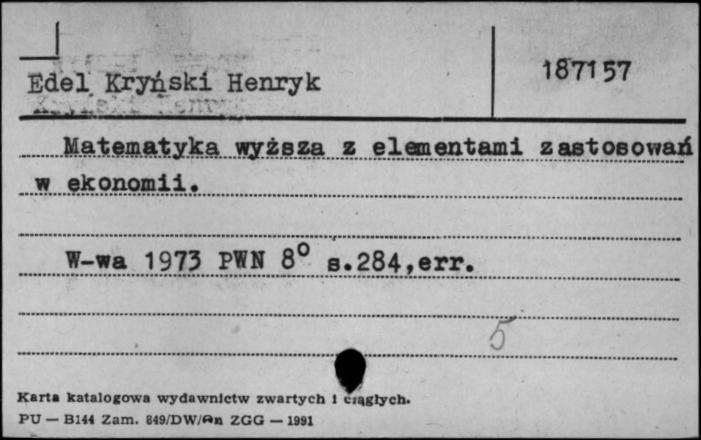 Edel Kryński Henryk
187157
Matematyka wyższa z elementami zastosowań
w ekonomii.
W-wa 1973 PWN 8° s.284,err.
5
Karta katalogowa wydawnictw zwartych i ciągłych.
PU — B144 Zam. 849/DW/An ZGG — 1991